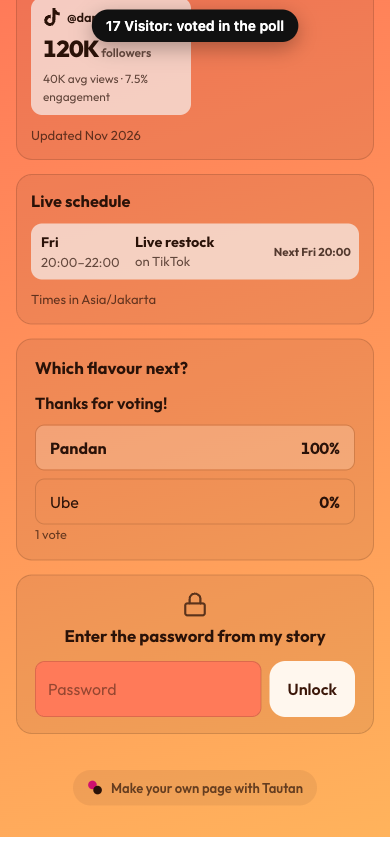 17 Visitor: voted in the poll
120K followers
40K avg views · 7.5%
engagement
Updated Nov 2026
Live schedule
Fri
20:00–22:00
Live restock
on TikTok
Next Fri 20:00
Times in Asia/Jakarta
Which flavour next?
Thanks for voting!
Pandan 100%
Ube 0%
1 vote
Enter the password from my story
Password
Unlock
Make your own page with Tautan